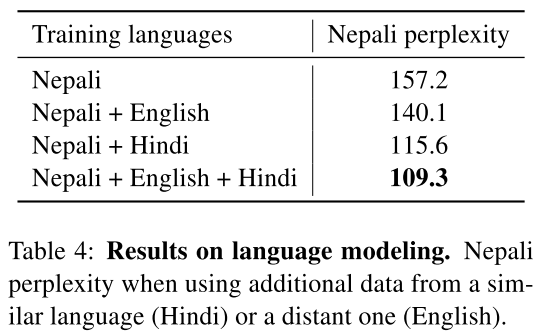 Training languages Nepali perplexity
Nepali 157.2
Nepali + English 140.1
Nepali + Hindi 115.6
Nepali + English + Hindi 109.3
Table 4: Results on language modeling. Nepali
perplexity when using additional data from a sim-
ilar language (Hindi) or a distant one (English).